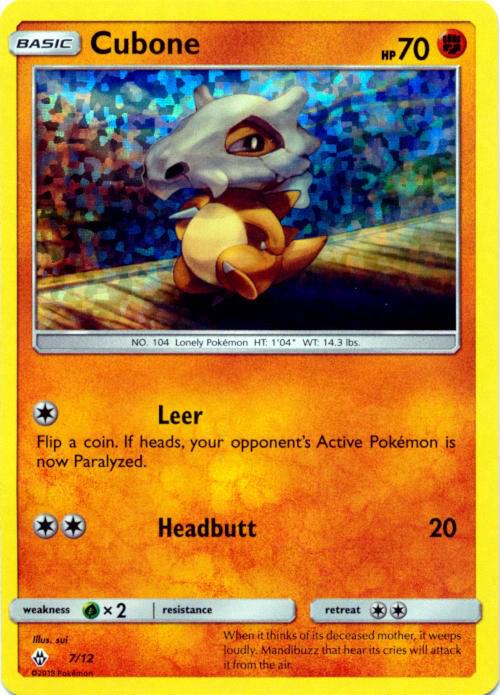 BASIC Cubone HP 70
NO. 104 Lonely Pokémon HT: 1'04" WT: 14.3 lbs.
Leer
Flip a coin. If heads, your opponent's Active Pokémon is
now Paralyzed.
Headbutt 20
weakness ×2 resistance retreat
Illus. sui
7/12
©2019 Pokémon
When it thinks of its deceased mother, it weeps
loudly. Mandibuzz that hear its cries will attack
it from the air.